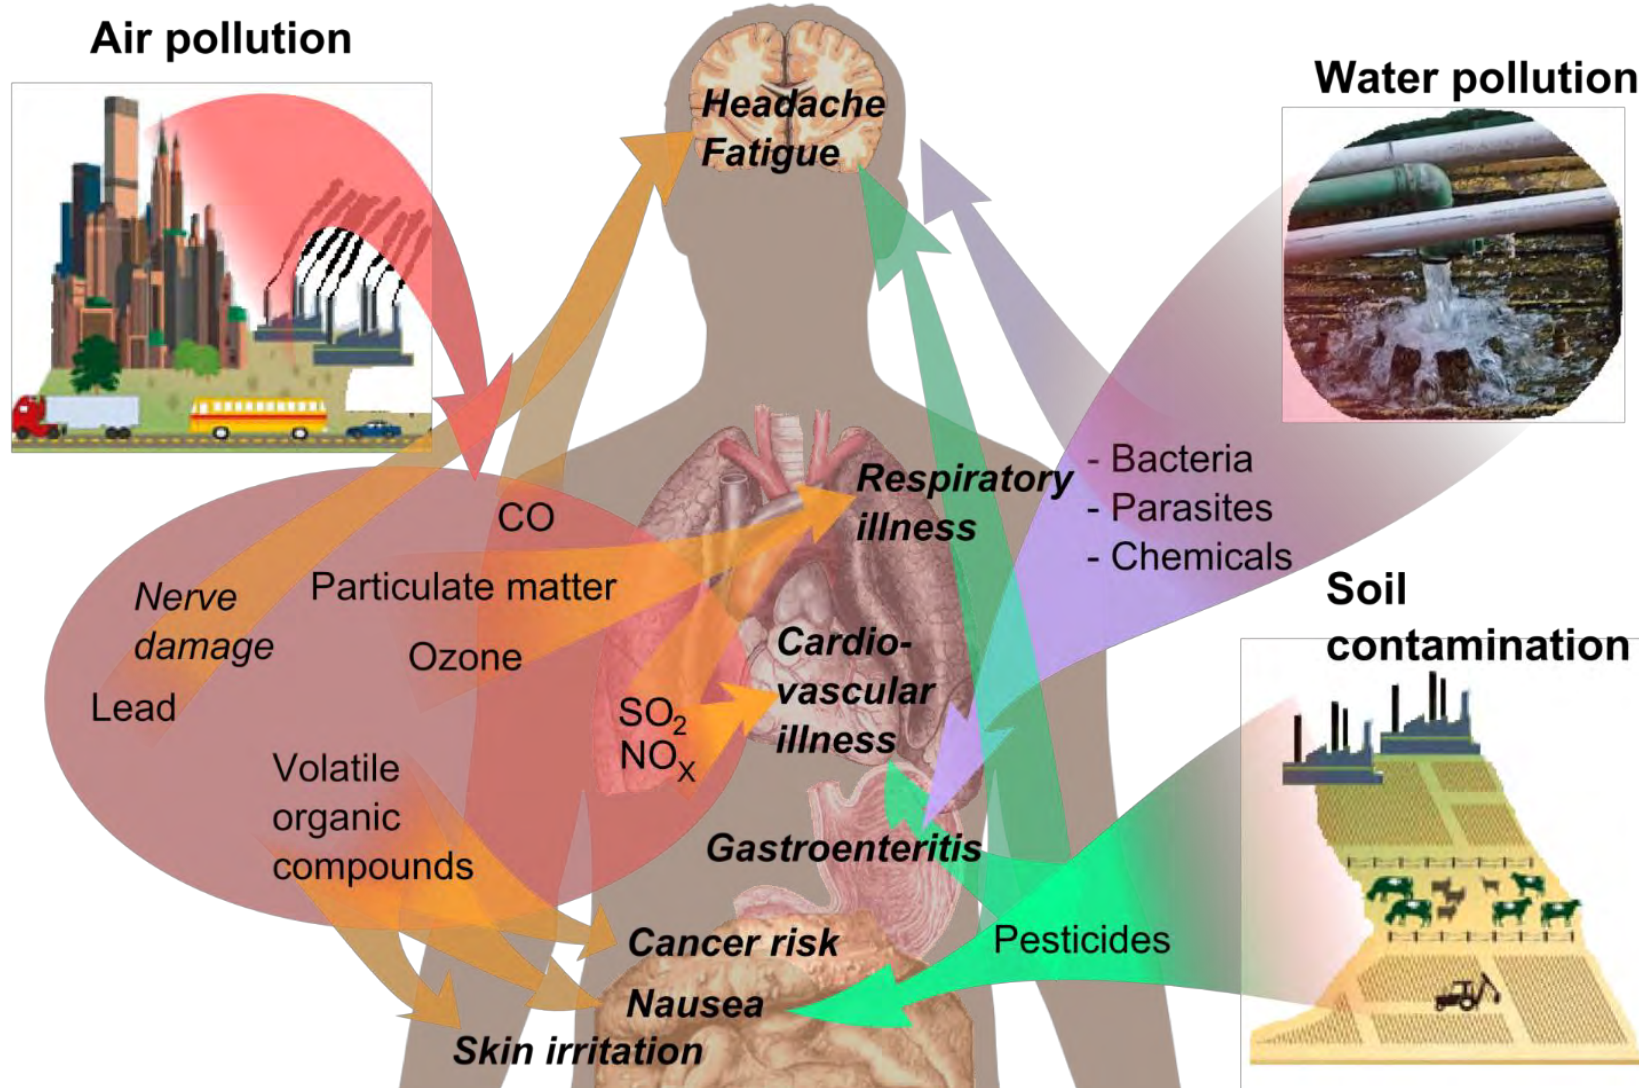 Air pollution
Water pollution
Headache
Fatigue
Respiratory
illness
- Bacteria
- Parasites
- Chemicals
CO
Particulate matter
Ozone
Nerve
damage
Lead
SO2
NOX
Cardio-
vascular
illness
Soil
contamination
Volatile
organic
compounds
Gastroenteritis
Pesticides
Cancer risk
Nausea
Skin irritation